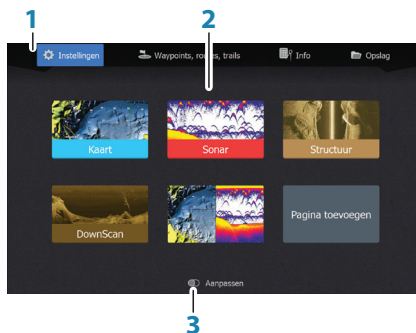 1
2
Instellingen
Waypoints, routes, trails
Info
Opslag
Kaart
Sonar
Structuur
DownScan
Pagina toevoegen
Aanpassen
3